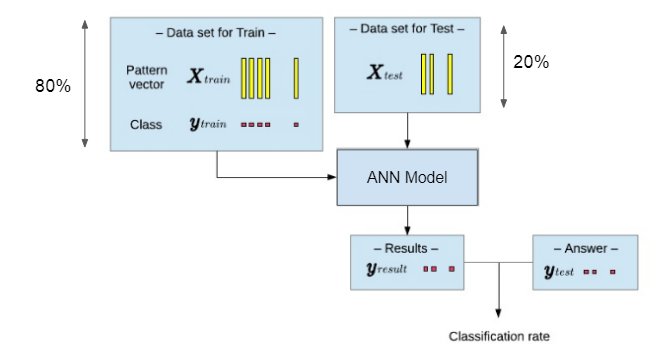 – Data set for Train –
80%
Pattern vector
X train
Class
y train
– Data set for Test –
X test
20%
ANN Model
– Results –
y result
– Answer –
y test
Classification rate